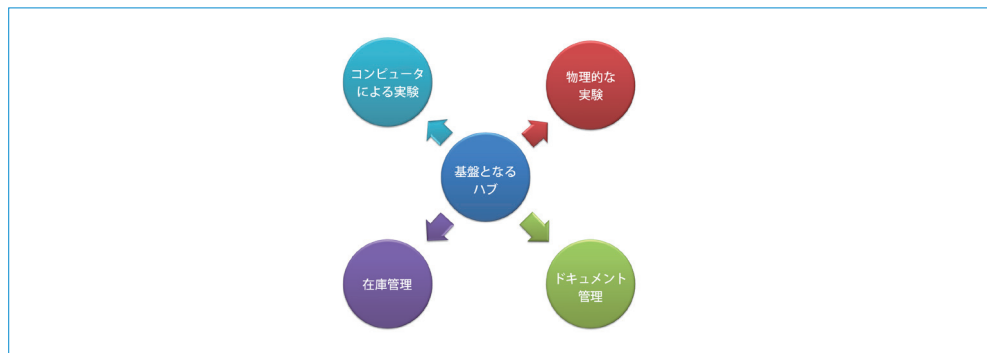 コンピュータ
による実験
物理的な
実験
基盤となる
ハブ
在庫管理
ドキュメント
管理